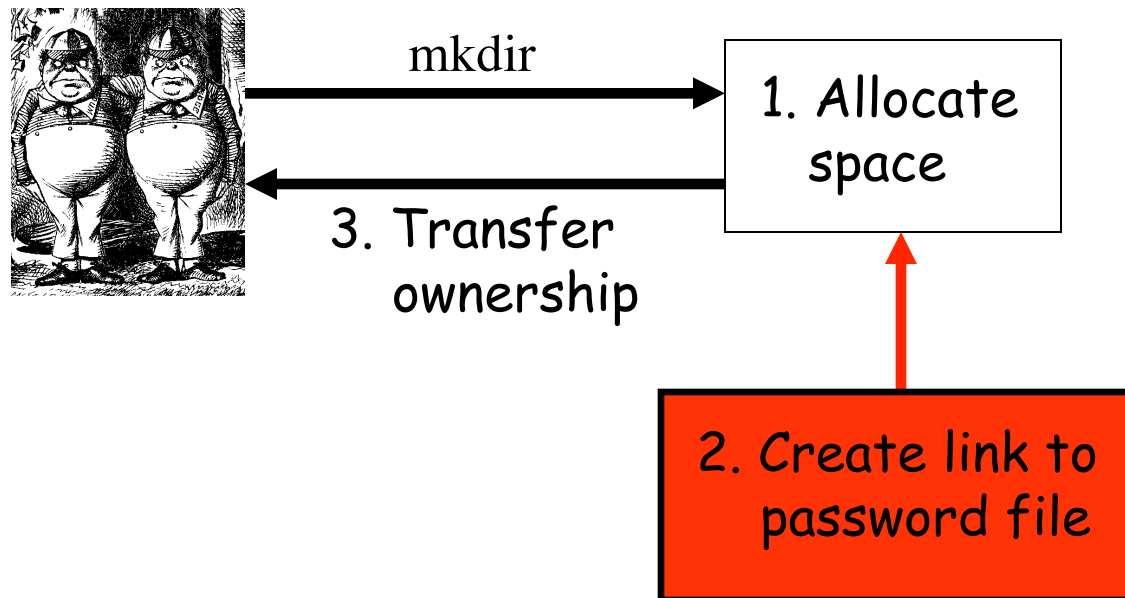 mkdir
1. Allocate
space
3. Transfer
ownership
2. Create link to
password file